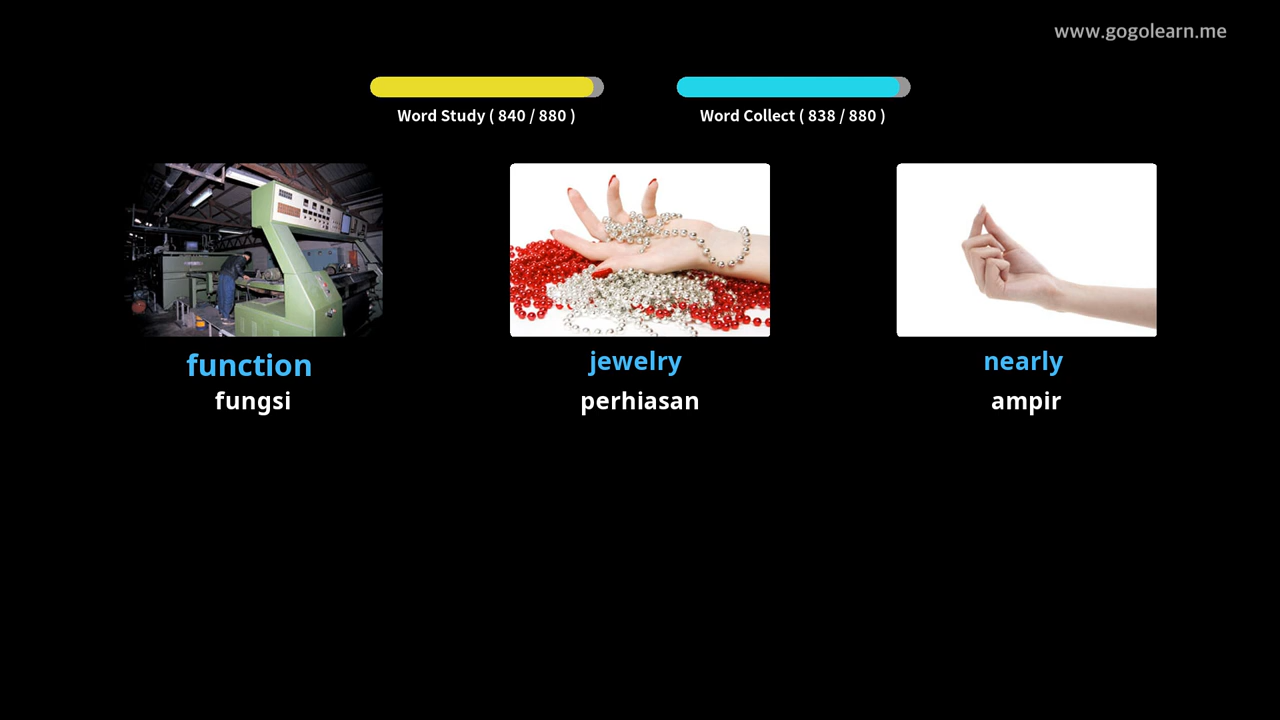 www.gogolearn.me
Word Study ( 840 / 880 )
Word Collect ( 838 / 880 )
function
jewelry
nearly
fungsi
perhiasan
ampir